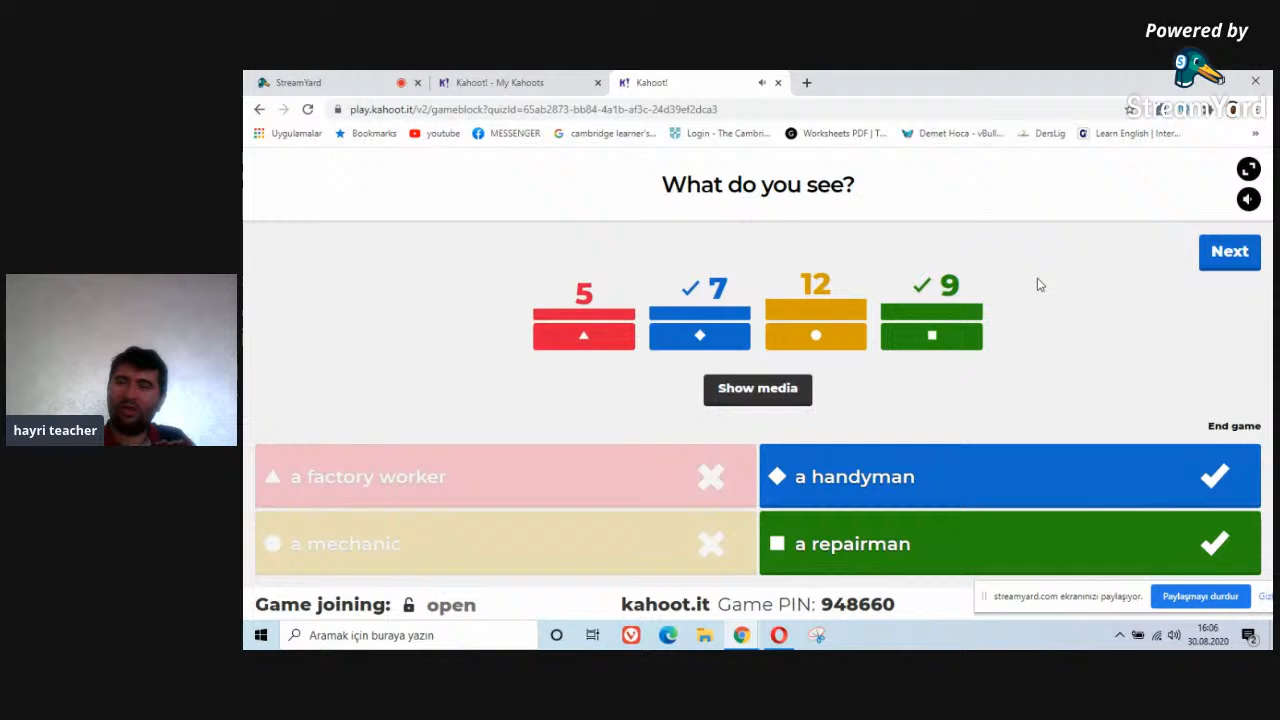 Powered by
StreamYard
StreamYard
Kahoot! - My Kahoots
Kahoot!
play.kahoot.it/v2/gameblock?quizId=65ab2873-bb84-4a1b-af3c-24d39ef2dca3
Uygulamalar
Bookmarks
youtube
MESSENGER
cambridge learner's...
Login - The Cambri...
Worksheets PDF | T...
Demet Hoca - vBull...
DersLig
Learn English | Inter...
What do you see?
Next
5
7
12
9
Show media
End game
hayri teacher
a factory worker
a handyman
a mechanic
a repairman
streamyard.com ekranınızı paylaşıyor.
Paylaşmayı durdur
Game joining: open
kahoot.it Game PIN: 948660
Aramak için buraya yazın
16:06
30.08.2020
2